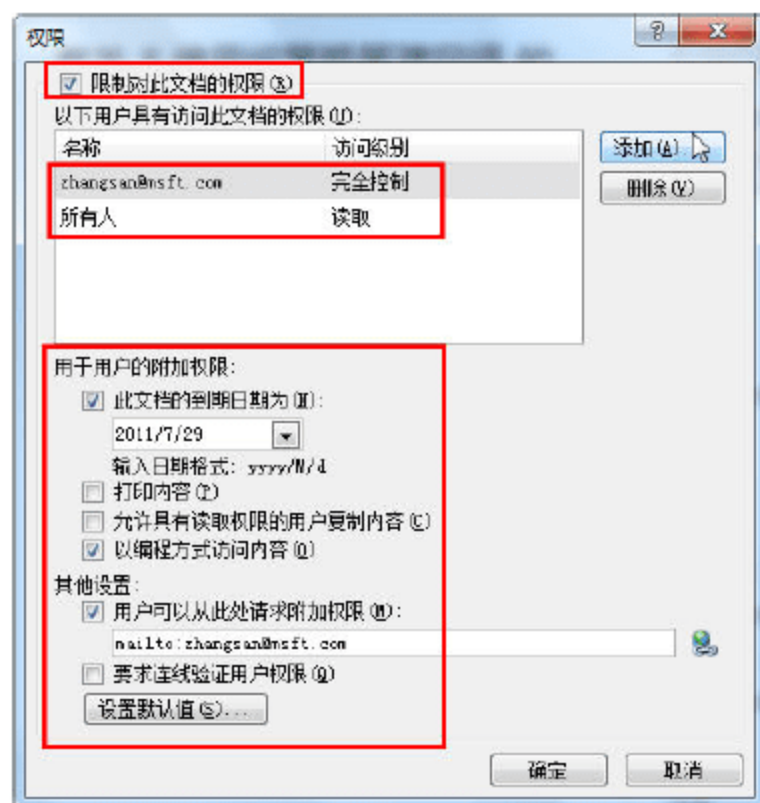 权限
限制对此文档的权限(R)
以下用户具有访问此文档的权限(U):
名称 访问级别
添加(A)
zhangsan@msft.com 完全控制
删除(V)
所有人 读取
用于用户的附加权限:
此文档的到期日期为(H):
2011/7/29
输入日期格式: yyyy/M/d
打印内容(P)
允许具有读取权限的用户复制内容(C)
以编程方式访问内容(O)
其他设置:
用户可以从此处请求附加权限(M):
mailto:zhangsan@msft.com
要求连线验证用户权限(Q)
设置默认值(S)...
确定 取消